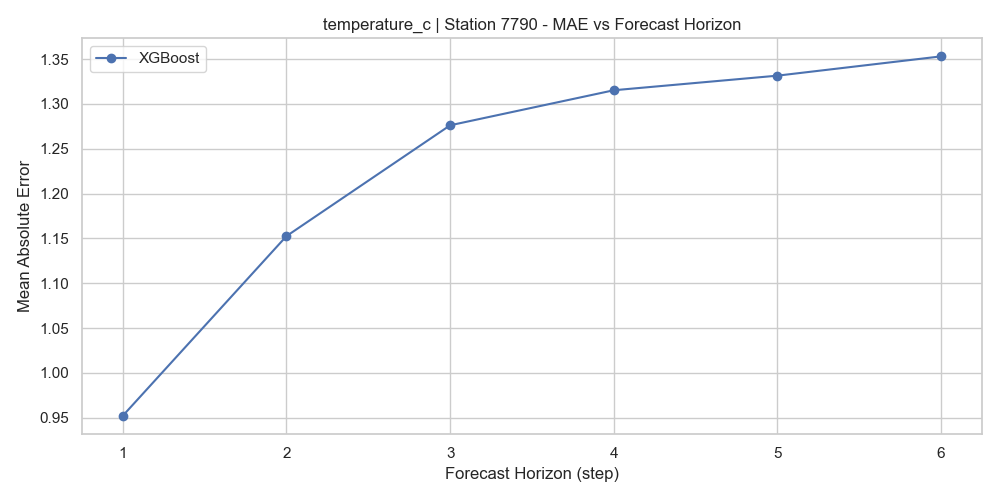 temperature_c | Station 7790 - MAE vs Forecast Horizon
XGBoost
Mean Absolute Error
1.35
1.30
1.25
1.20
1.15
1.10
1.05
1.00
0.95
1 2 3 4 5 6
Forecast Horizon (step)